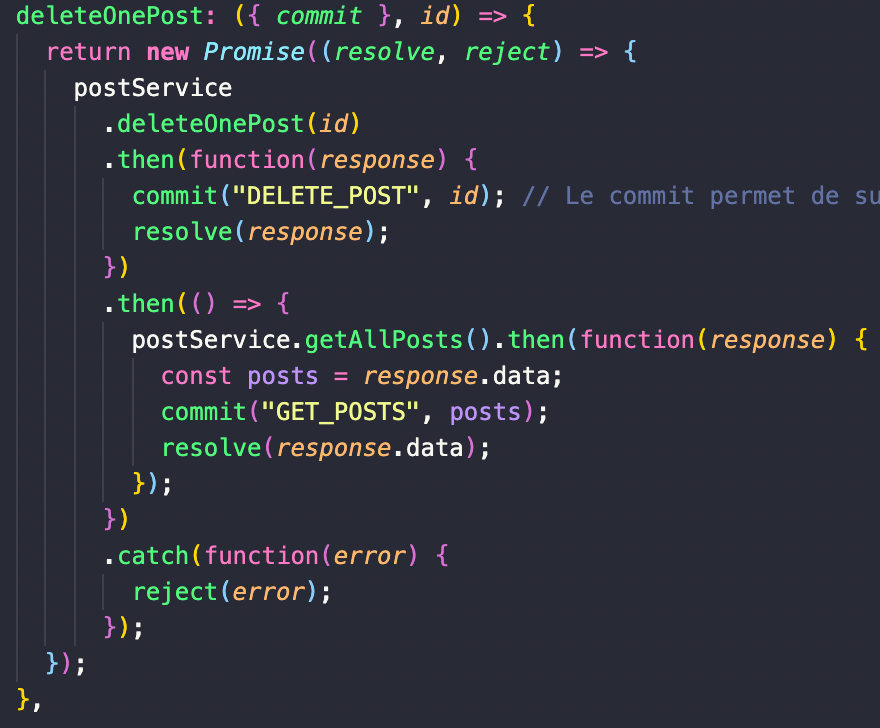 deleteOnePost: ({ commit }, id) => {
return new Promise((resolve, reject) => {
postService
.deleteOnePost(id)
.then(function(response) {
commit("DELETE_POST", id); // Le commit permet de
resolve(response);
})
.then(() => {
postService.getAllPosts().then(function(response) {
const posts = response.data;
commit("GET_POSTS", posts);
resolve(response.data);
});
})
.catch(function(error) {
reject(error);
});
});
},